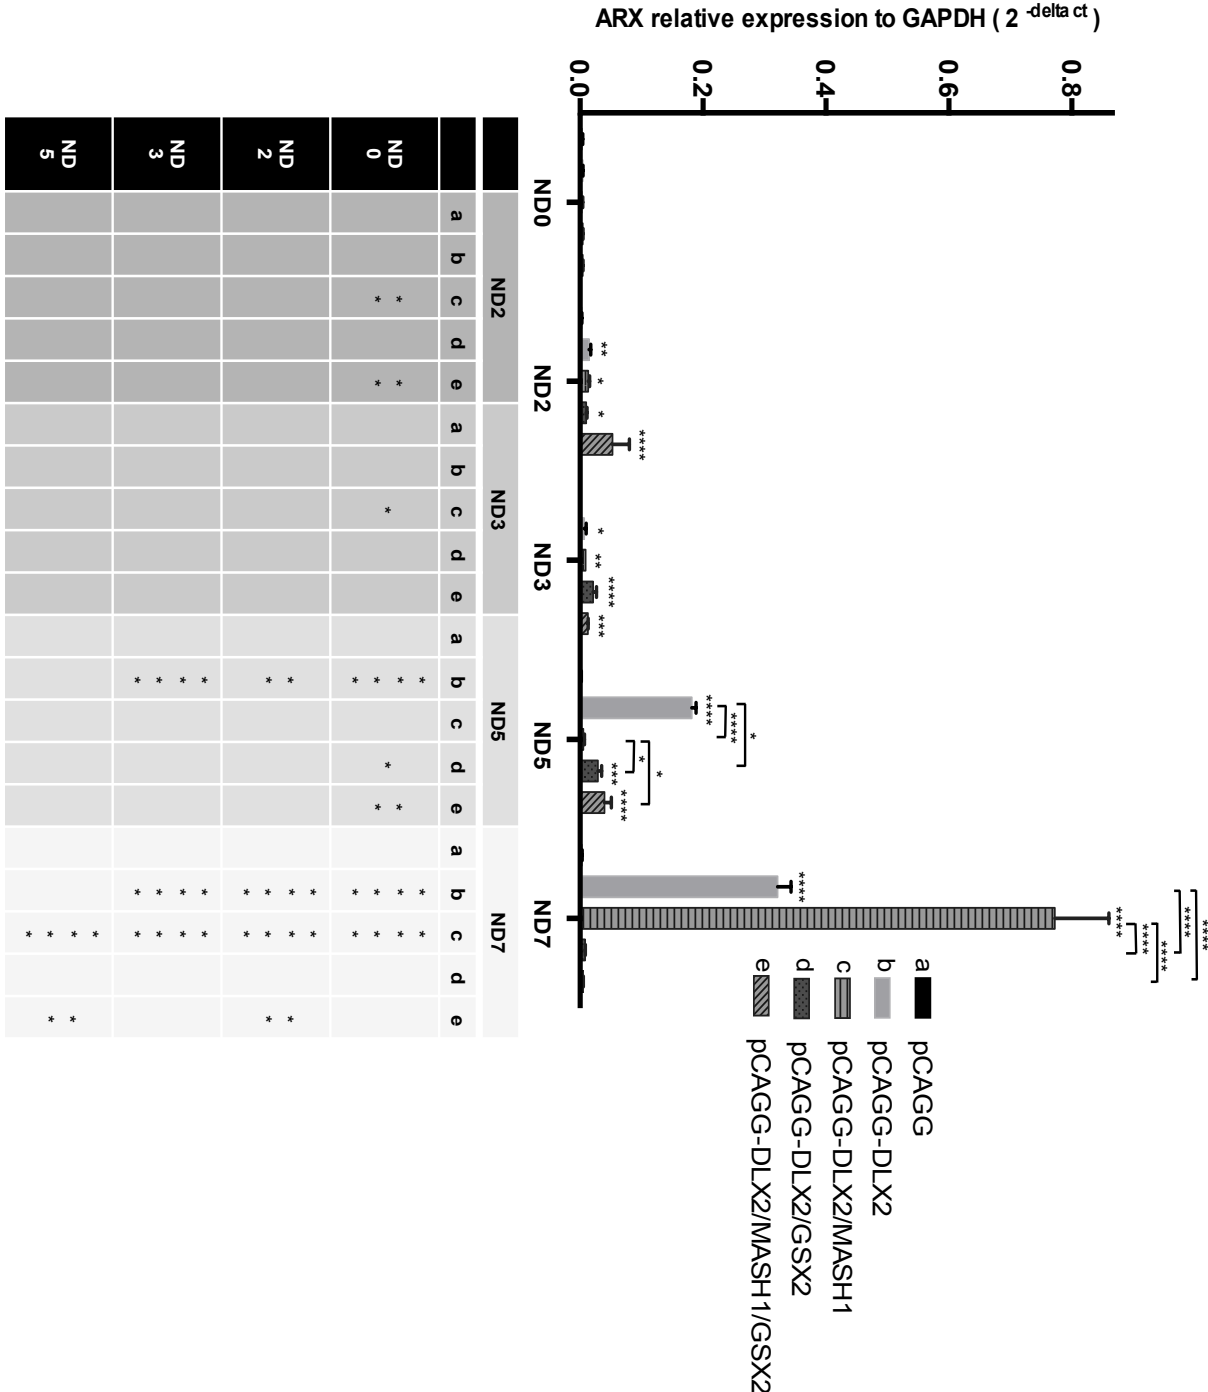 ARX relative expression to GAPDH ( 2 -delta ct )
0.8
0.6
0.4
0.2
0.0
a pCAGG
b pCAGG-DLX2
c pCAGG-DLX2/MASH1
d pCAGG-DLX2/GSX2
e pCAGG-DLX2/MASH1/GSX2
** * * ****
* ** **** ***
**** **** * * * *** ****
**** **** **** **** **** ****
ND0 ND2 ND3 ND5 ND7
ND2 ND3 ND5 ND7
a b c d e a b c d e a b c d e a b c d e
ND 0 * * * * * * * * * * * * * * * * * * * *
ND 2 * * * * * * * * * * * *
ND 3 * * * * * * * * * * * *
ND 5 * * * * * *